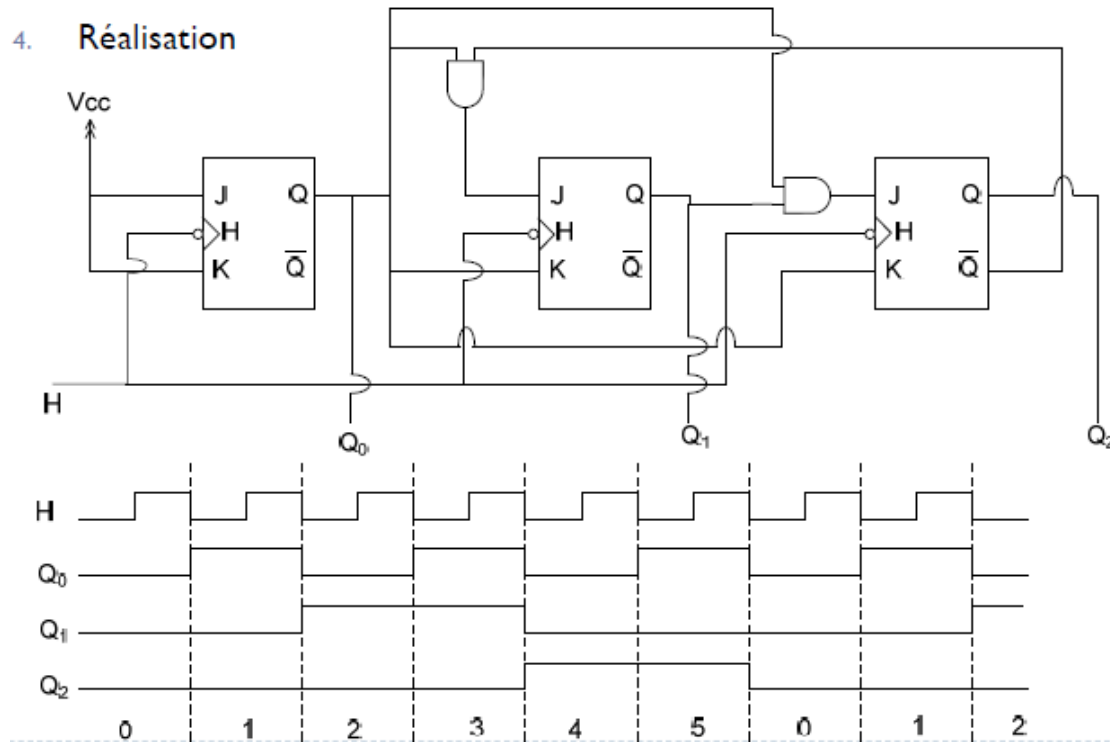 4. Réalisation
Vcc
J Q J Q J Q
H H H
K Q̅ K Q̅ K Q̅
H
Q₀ Q₁ Q₂
H
Q₀
Q₁
Q₂
0 1 2 3 4 5 0 1 2